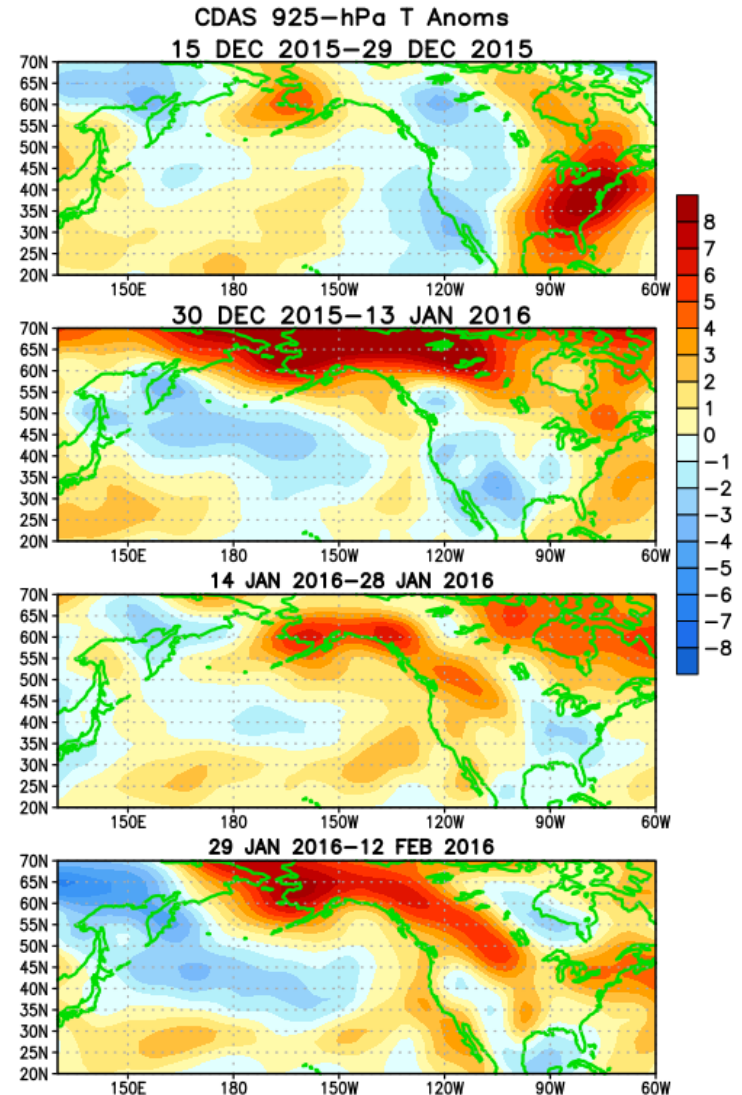 CDAS 925-hPa T Anoms
15 DEC 2015-29 DEC 2015
70N
65N
60N
55N
50N
45N
40N
35N
30N
25N
20N
150E 180 150W 120W 90W 60W
30 DEC 2015-13 JAN 2016
70N
65N
60N
55N
50N
45N
40N
35N
30N
25N
20N
150E 180 150W 120W 90W 60W
14 JAN 2016-28 JAN 2016
70N
65N
60N
55N
50N
45N
40N
35N
30N
25N
20N
150E 180 150W 120W 90W 60W
29 JAN 2016-12 FEB 2016
70N
65N
60N
55N
50N
45N
40N
35N
30N
25N
20N
150E 180 150W 120W 90W 60W
8
7
6
5
4
3
2
1
0
-1
-2
-3
-4
-5
-6
-7
-8